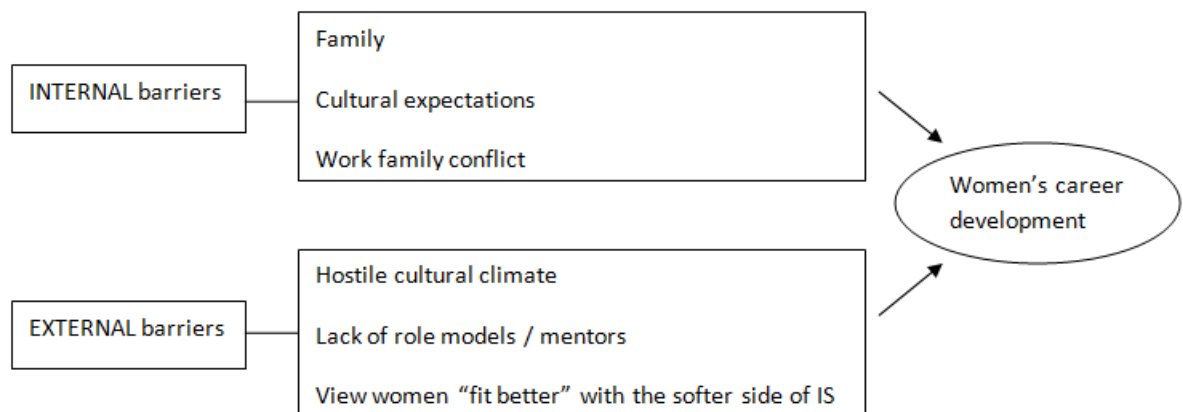 INTERNAL barriers
Family
Cultural expectations
Work family conflict
Women’s career
development
EXTERNAL barriers
Hostile cultural climate
Lack of role models / mentors
View women “fit better” with the softer side of IS